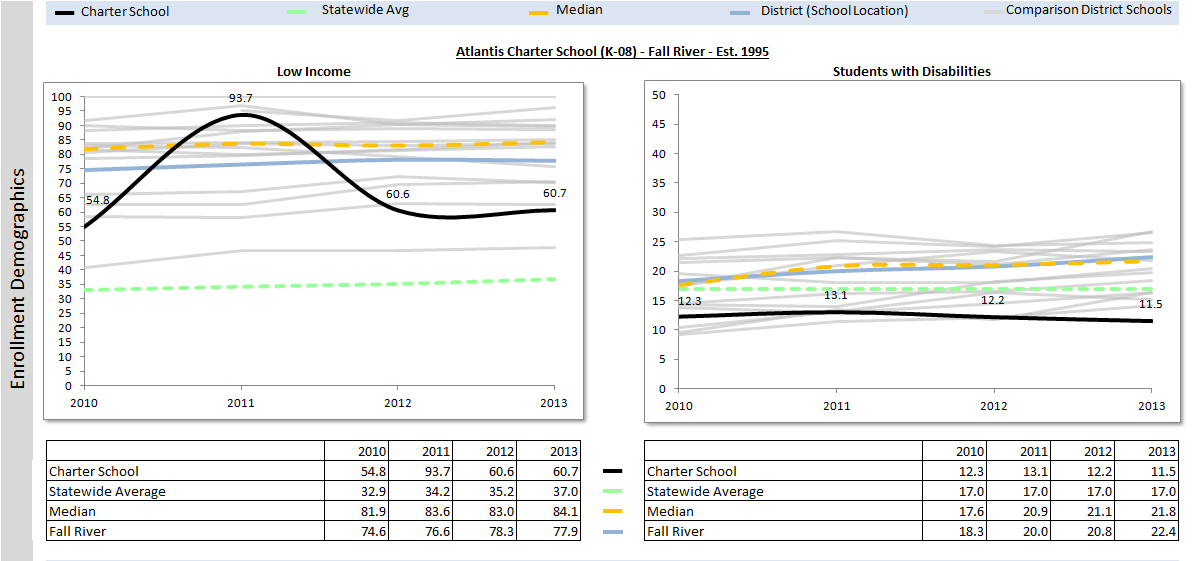 Charter School Statewide Avg Median District (School Location) Comparison District Schools
Atlantis Charter School (K-08) - Fall River - Est. 1995
Enrollment Demographics
Low Income
100
95
90
85
80
75
70
65
60
55
50
45
40
35
30
25
20
15
10
5
0
54.8
93.7
60.6
60.7
2010 2011 2012 2013
Students with Disabilities
50
45
40
35
30
25
20
15
10
5
0
12.3
13.1
12.2
11.5
2010 2011 2012 2013
2010 2011 2012 2013
Charter School 54.8 93.7 60.6 60.7
Statewide Average 32.9 34.2 35.2 37.0
Median 81.9 83.6 83.0 84.1
Fall River 74.6 76.6 78.3 77.9
2010 2011 2012 2013
Charter School 12.3 13.1 12.2 11.5
Statewide Average 17.0 17.0 17.0 17.0
Median 17.6 20.9 21.1 21.8
Fall River 18.3 20.0 20.8 22.4